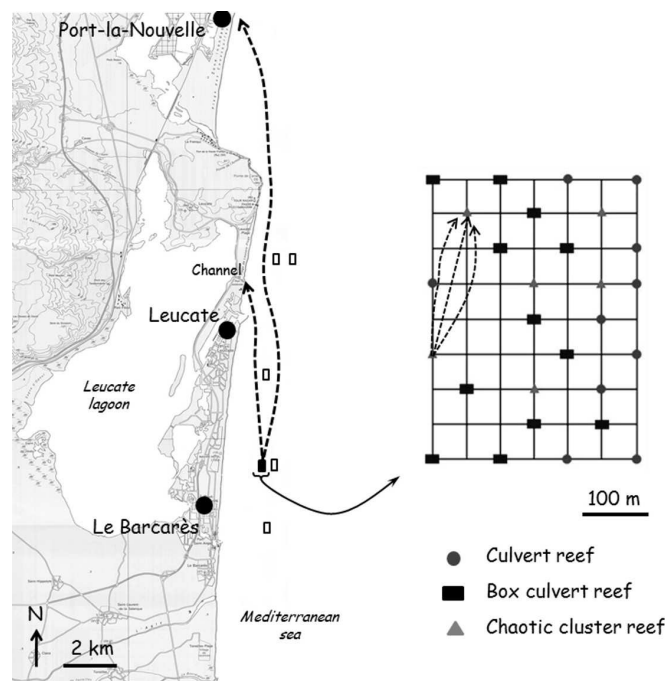 Port-la-Nouvelle
Channel
Leucate
Leucate
lagoon
Le Barcarès
N
2 km
Mediterranean
sea
100 m
Culvert reef
Box culvert reef
Chaotic cluster reef